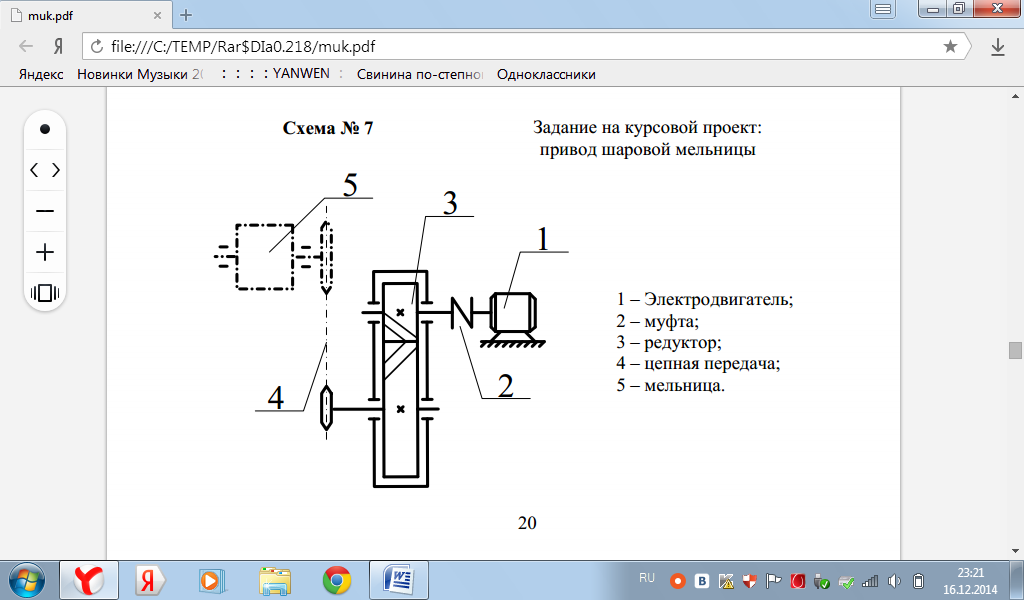 muk.pdf
file:///C:/TEMP/Rar$DIa0.218/muk.pdf
Яндекс Новинки Музыки 20 : : : : YANWEN : Свинина по-степно Одноклассники
Схема № 7
Задание на курсовой проект:
привод шаровой мельницы
5
3
1
4
2
1 – Электродвигатель;
2 – муфта;
3 – редуктор;
4 – цепная передача;
5 – мельница.
20
RU
23:21
16.12.2014